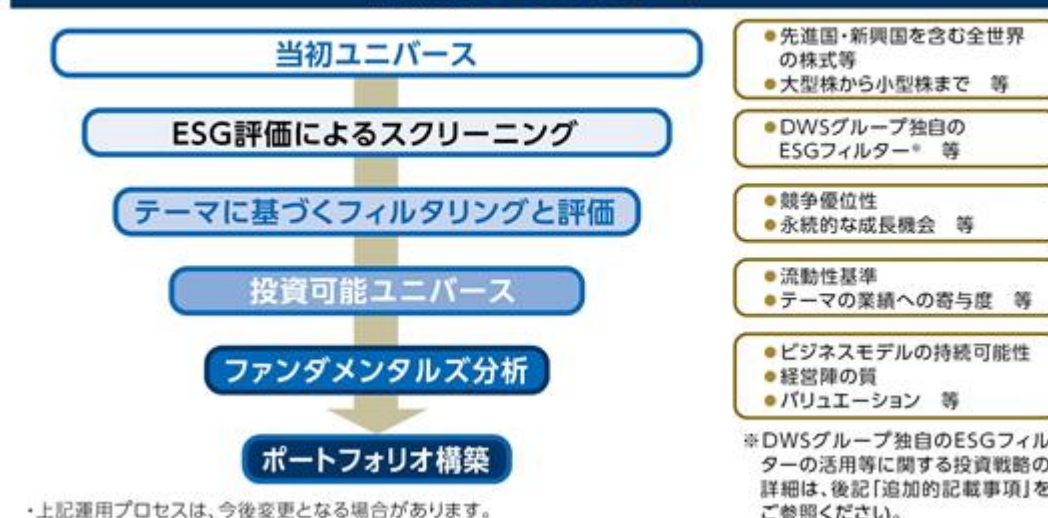 当初ユニバース
ESG評価によるスクリーニング
テーマに基づくフィルタリングと評価
投資可能ユニバース
ファンダメンタルズ分析
ポートフォリオ構築
・上記運用プロセスは、今後変更となる場合があります。
●先進国・新興国を含む全世界
の株式等
●大型株から小型株まで 等
●DWSグループ独自の
ESGフィルター※ 等
●競争優位性
●永続的な成長機会 等
●流動性基準
●テーマの業績への寄与度 等
●ビジネスモデルの持続可能性
●経営陣の質
●バリュエーション 等
※DWSグループ独自のESGフィル
ターの活用等に関する投資戦略の
詳細は、後記「追加的記載事項」を
ご参照ください。